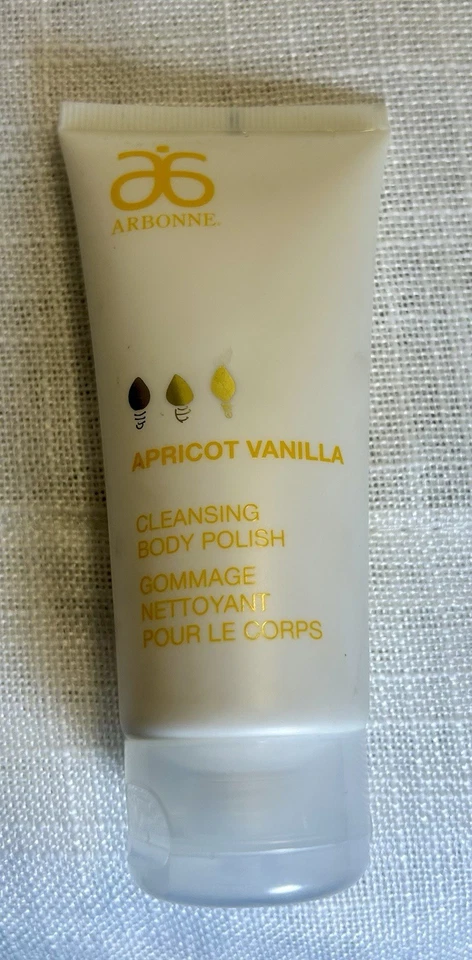 ARBONNE.
APRICOT VANILLA
CLEANSING
BODY POLISH
GOMMAGE
NETTOYANT
POUR LE CORPS